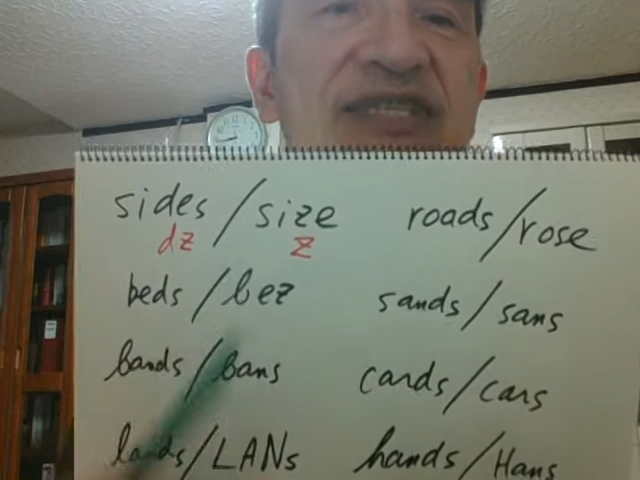 sides / size roads / rose
dz z
beds / bez sands / sans
bands / bans cards / cars
lands / LANs hands / Hans